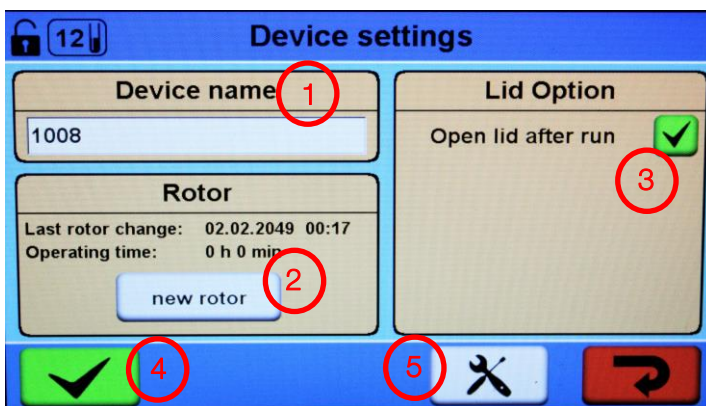 12
Device settings
Device name
1
1008
Rotor
Last rotor change: 02.02.2049 00:17
Operating time: 0 h 0 min
2
new rotor
Lid Option
Open lid after run
3
4
5